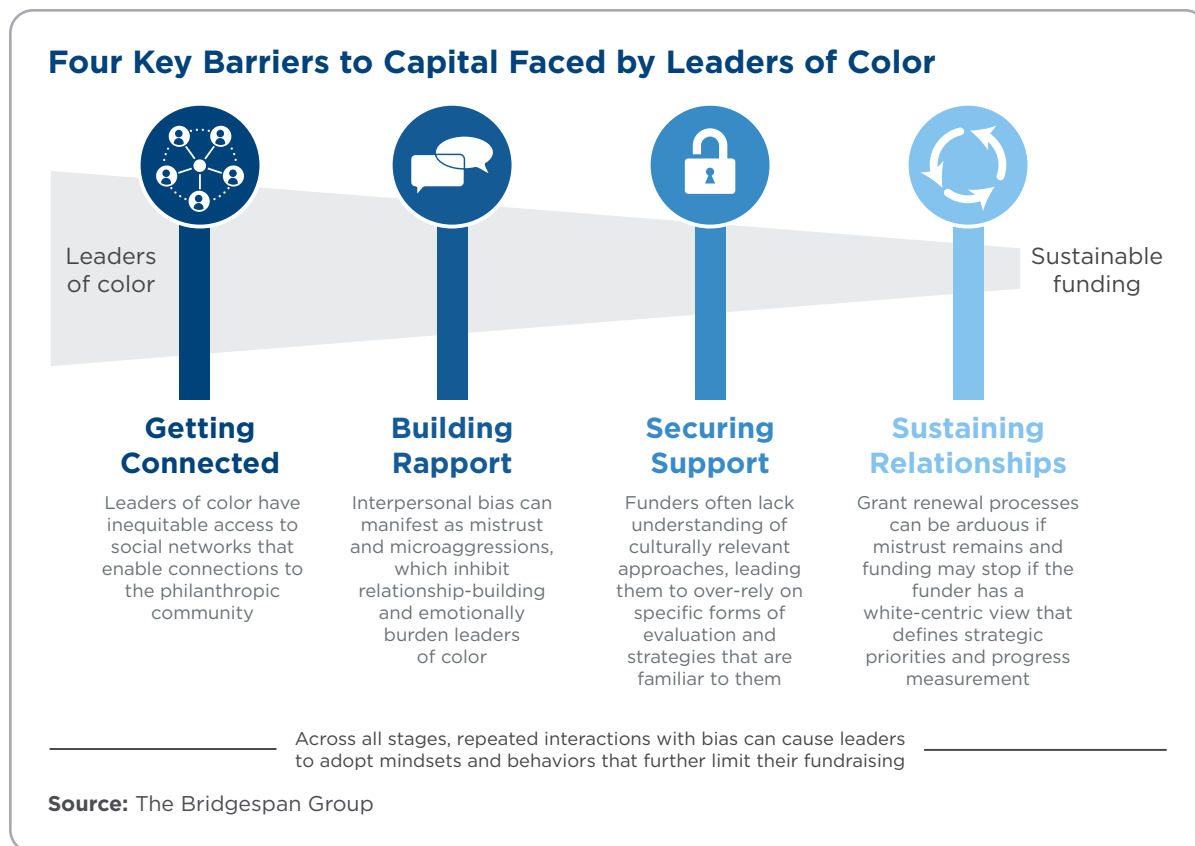 Four Key Barriers to Capital Faced by Leaders of Color
Leaders
of color
Sustainable
funding
Getting
Connected
Leaders of color have
inequitable access to
social networks that
enable connections to
the philanthropic
community
Building
Rapport
Interpersonal bias can
manifest as mistrust
and microaggressions,
which inhibit
relationship-building
and emotionally
burden leaders
of color
Securing
Support
Funders often lack
understanding of
culturally relevant
approaches, leading
them to over-rely on
specific forms of
evaluation and
strategies that are
familiar to them
Sustaining
Relationships
Grant renewal processes
can be arduous if
mistrust remains and
funding may stop if the
funder has a
white-centric view that
defines strategic
priorities and progress
measurement
Across all stages, repeated interactions with bias can cause leaders
to adopt mindsets and behaviors that further limit their fundraising
Source: The Bridgespan Group